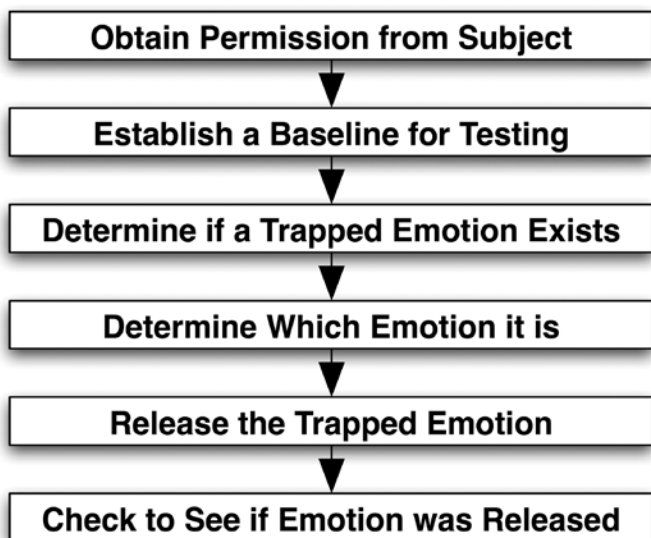 Obtain Permission from Subject
Establish a Baseline for Testing
Determine if a Trapped Emotion Exists
Determine Which Emotion it is
Release the Trapped Emotion
Check to See if Emotion was Released